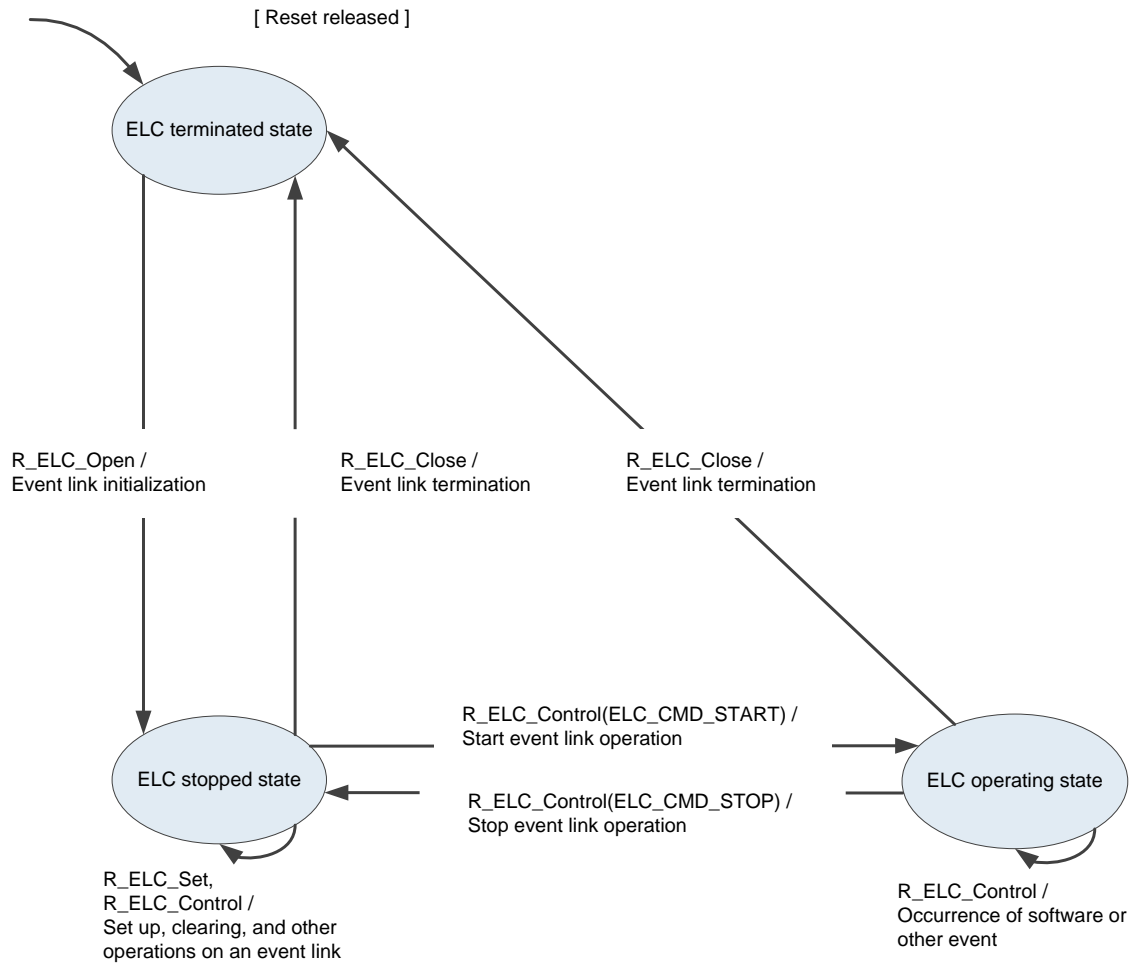 [ Reset released ]
ELC terminated state
R_ELC_Open /
Event link initialization
R_ELC_Close /
Event link termination
R_ELC_Close /
Event link termination
R_ELC_Control(ELC_CMD_START) /
Start event link operation
ELC stopped state
ELC operating state
R_ELC_Control(ELC_CMD_STOP) /
Stop event link operation
R_ELC_Set,
R_ELC_Control /
Set up, clearing, and other
operations on an event link
R_ELC_Control /
Occurrence of software or
other event